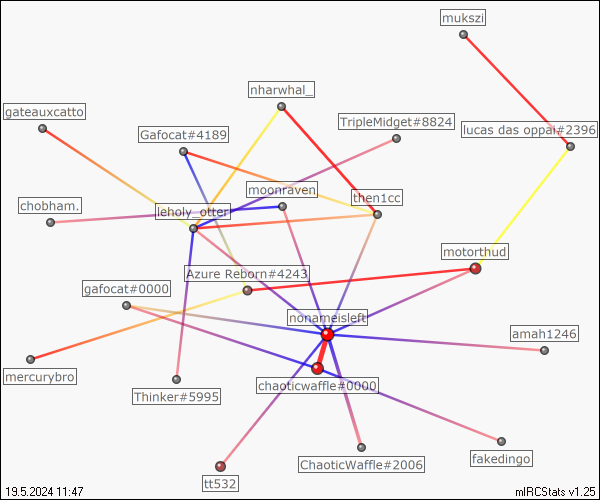 mukszi
nharwhal_
gateauxcatto
TripleMidget#8824
lucas das oppai#2396
Gafocat#4189
moonraven
then1cc
chobham.
leholy_otter
motorthud
Azure Reborn#4243
gafocat#0000
nonameisleft
amah1246
mercurybro
chaoticwaffle#0000
Thinker#5995
fakedingo
ChaoticWaffle#2006
tt532
19.5.2024 11:47
mIRCStats v1.25